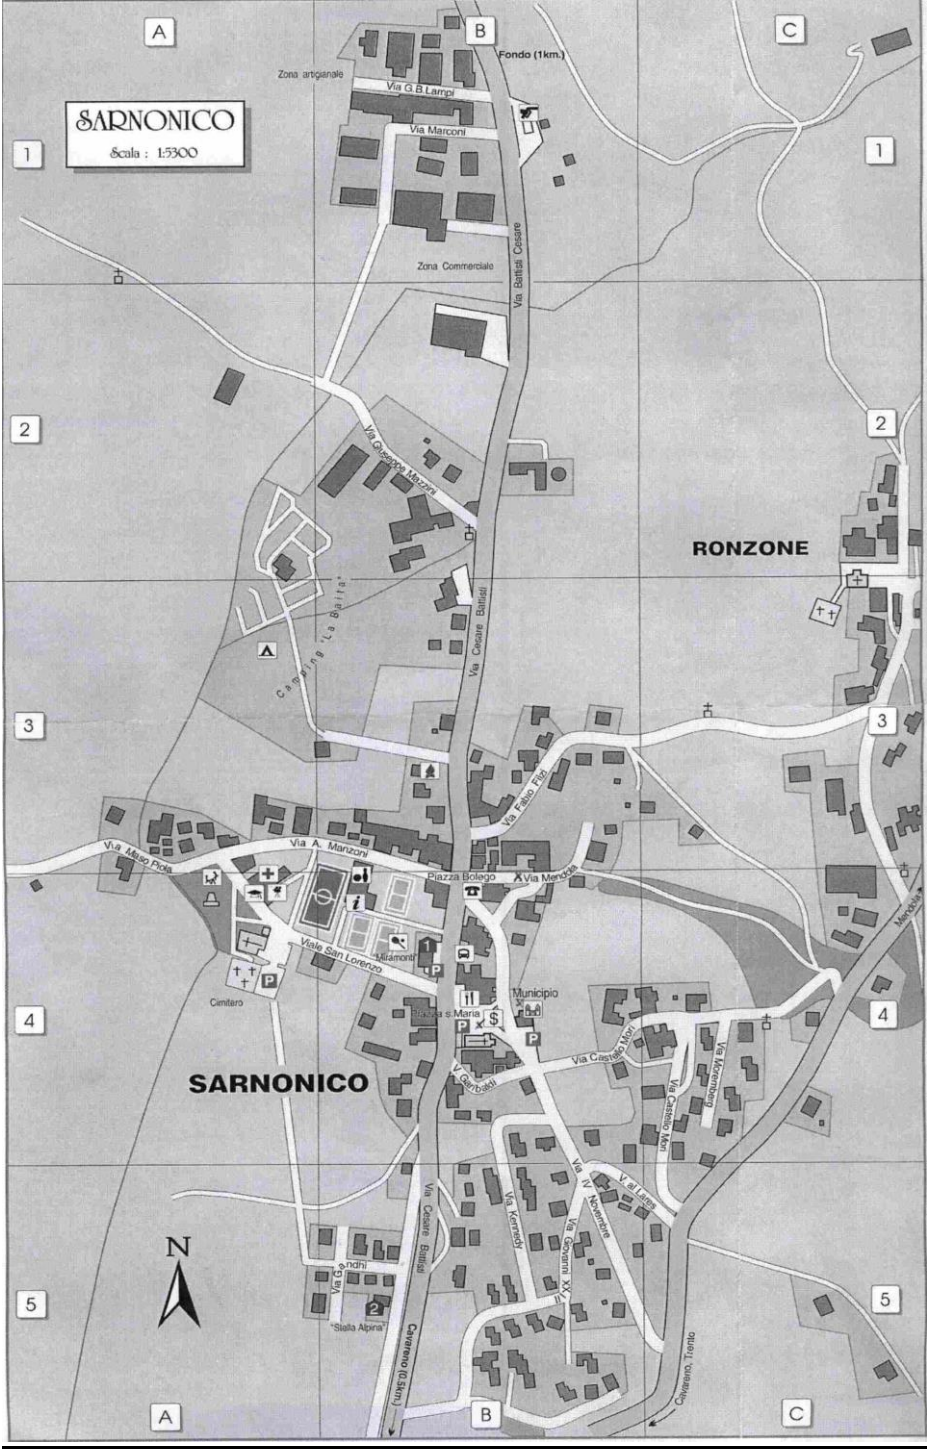 A
B
C
Fondo (1km.)
Zona artigianale
Via G.B.Lampi
SARNONICO
Scala : 1:5300
Via Marconi
1
1
Via Battisti Cesare
Zona Commerciale
2
2
Via Giuseppe Mazzini
RONZONE
Camping "La Baita"
Via Cesare Battisti
3
3
Via Fabio Filzi
Via A. Manzoni
Via Maso Piola
Piazza Bolego
Via Mendola
i
Mendola
Viale San Lorenzo
1
"Miramonti"
P
P
Cimitero
Municipio
4
4
Piazza s.Maria
$
P
P
Via Castello Mori
Via Moremberg
SARNONICO
V. Garibaldi
Via Castello Mori
Via IV Novembre
V. al Lares
Via Kennedy
Via Giovanni XXIII
Via Cesare Battisti
N
Via Gandhi
5
5
2
"Stella Alpina"
Cavareno (0.5km.)
Cavareno, Trento
A
B
C